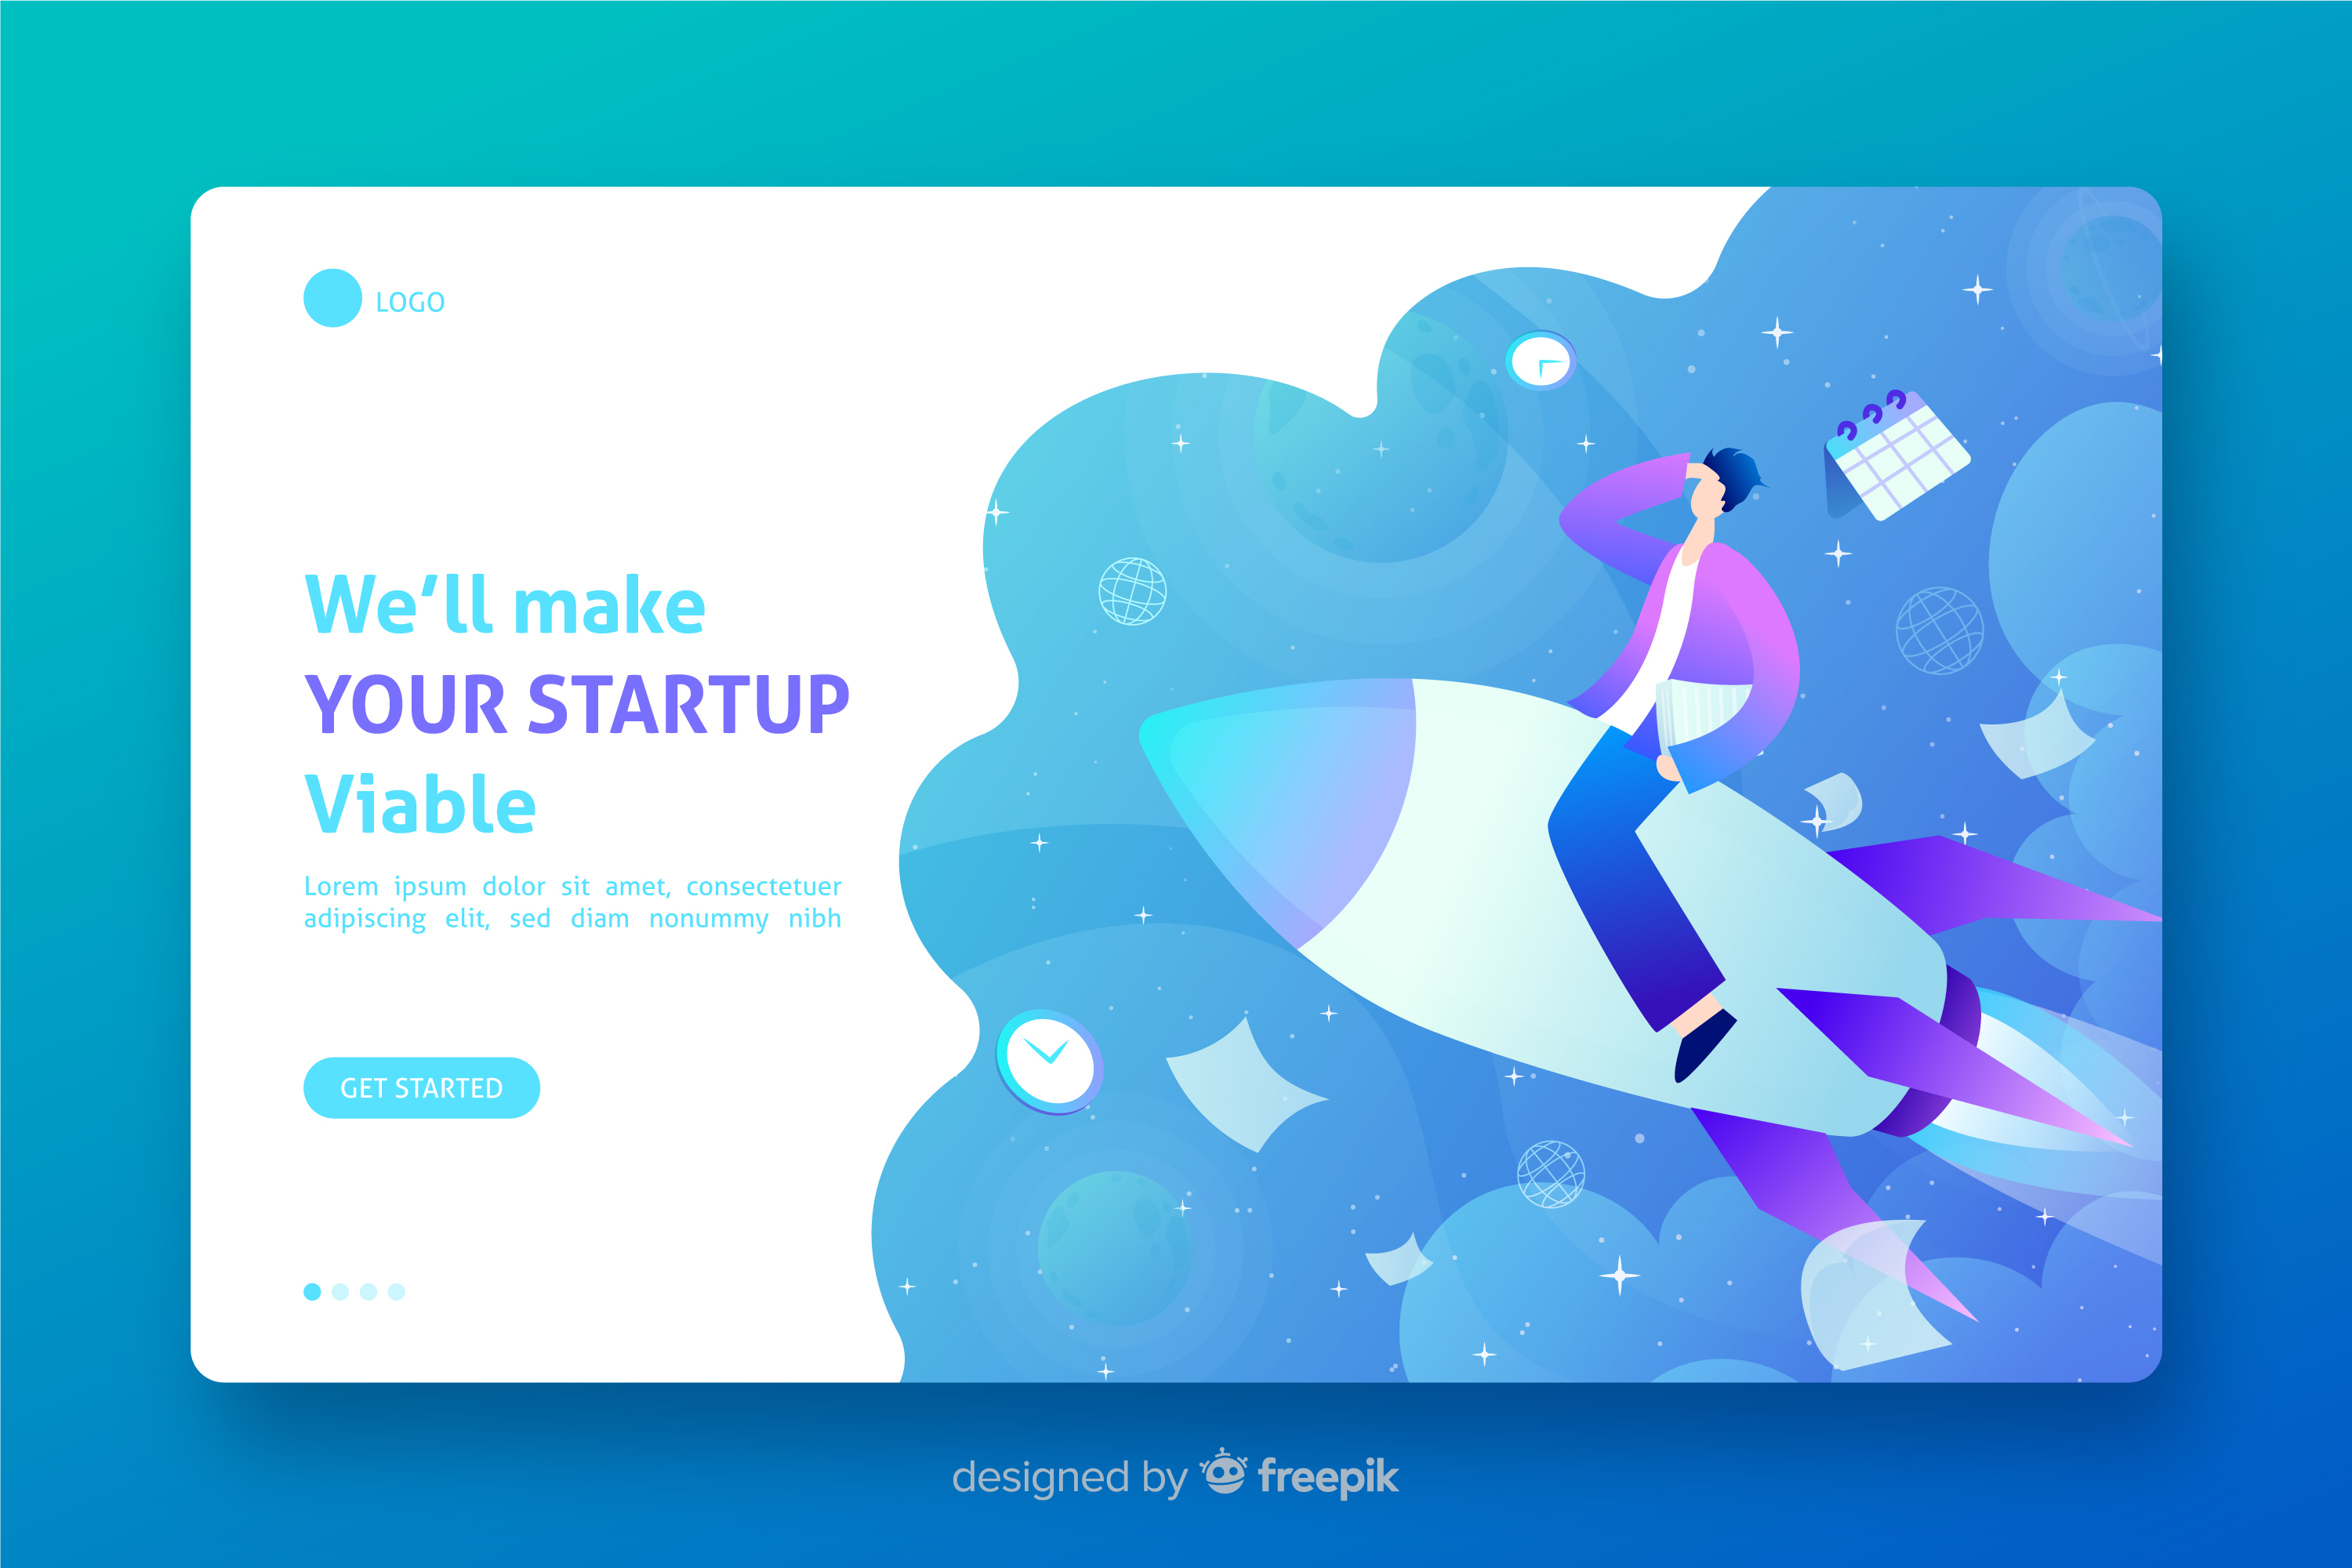 LOGO
We‘ll make
YOUR STARTUP
Viable
Lorem ipsum dolor sit amet, consectetuer
adipiscing elit, sed diam nonummy nibh
GET STARTED
designed by freepik